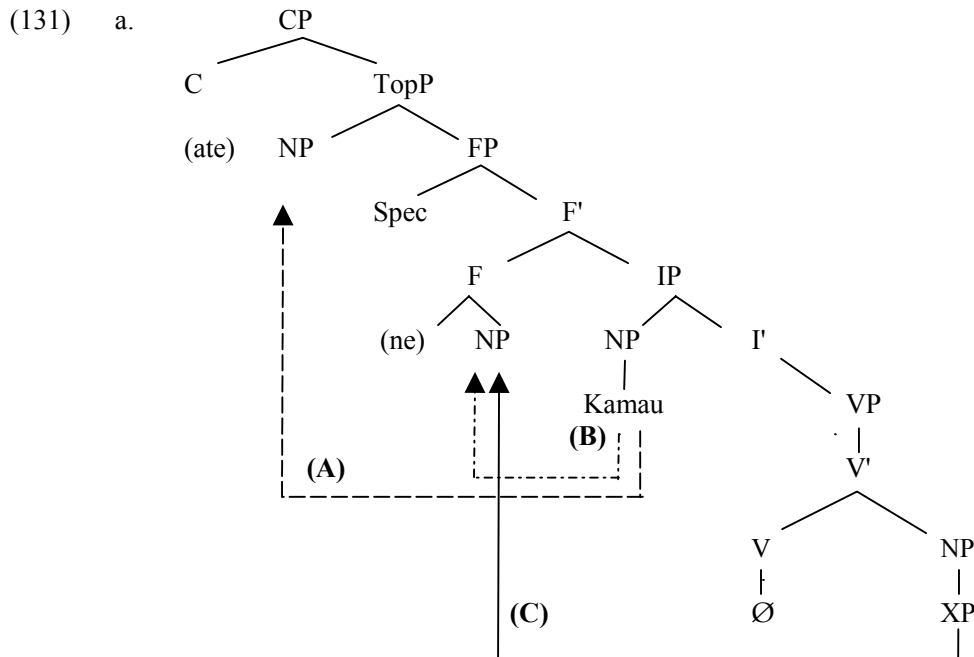 (131) a. CP
C TopP
(ate) NP FP
Spec F'
F IP
(ne) NP NP I'
Kamau VP
(B)
(A) V'
V NP
Ø (C) XP